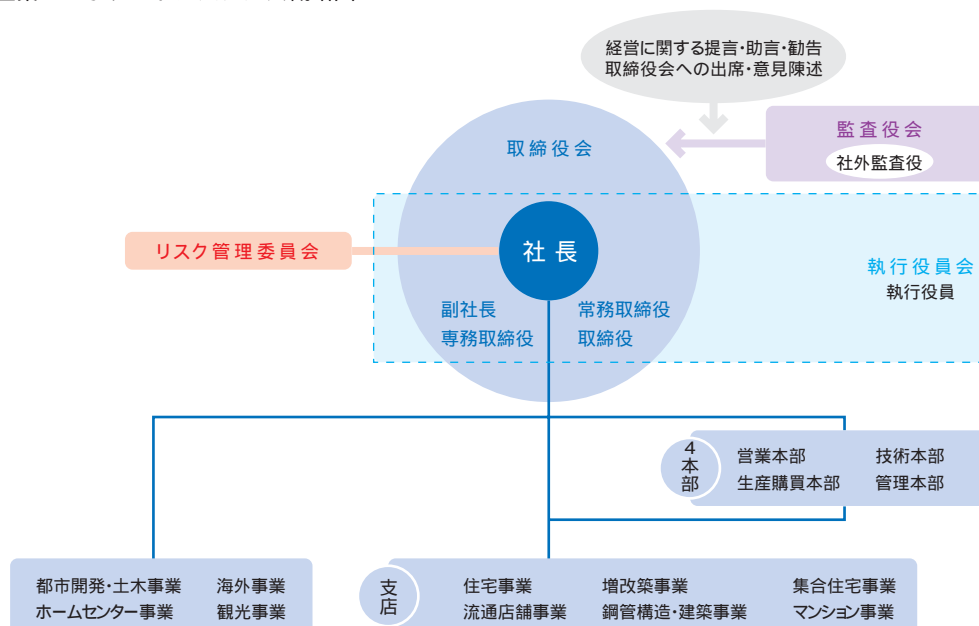 経営に関する提言・助言・勧告
取締役会への出席・意見陳述
監査役会
社外監査役
取締役会
リスク管理委員会
社長
執行役員会
執行役員
副社長
常務取締役
専務取締役
取締役
4本部
営業本部
技術本部
生産購買本部
管理本部
都市開発・土木事業
海外事業
ホームセンター事業
観光事業
支店
住宅事業
増改築事業
集合住宅事業
流通店舗事業
鋼管構造・建築事業
マンション事業